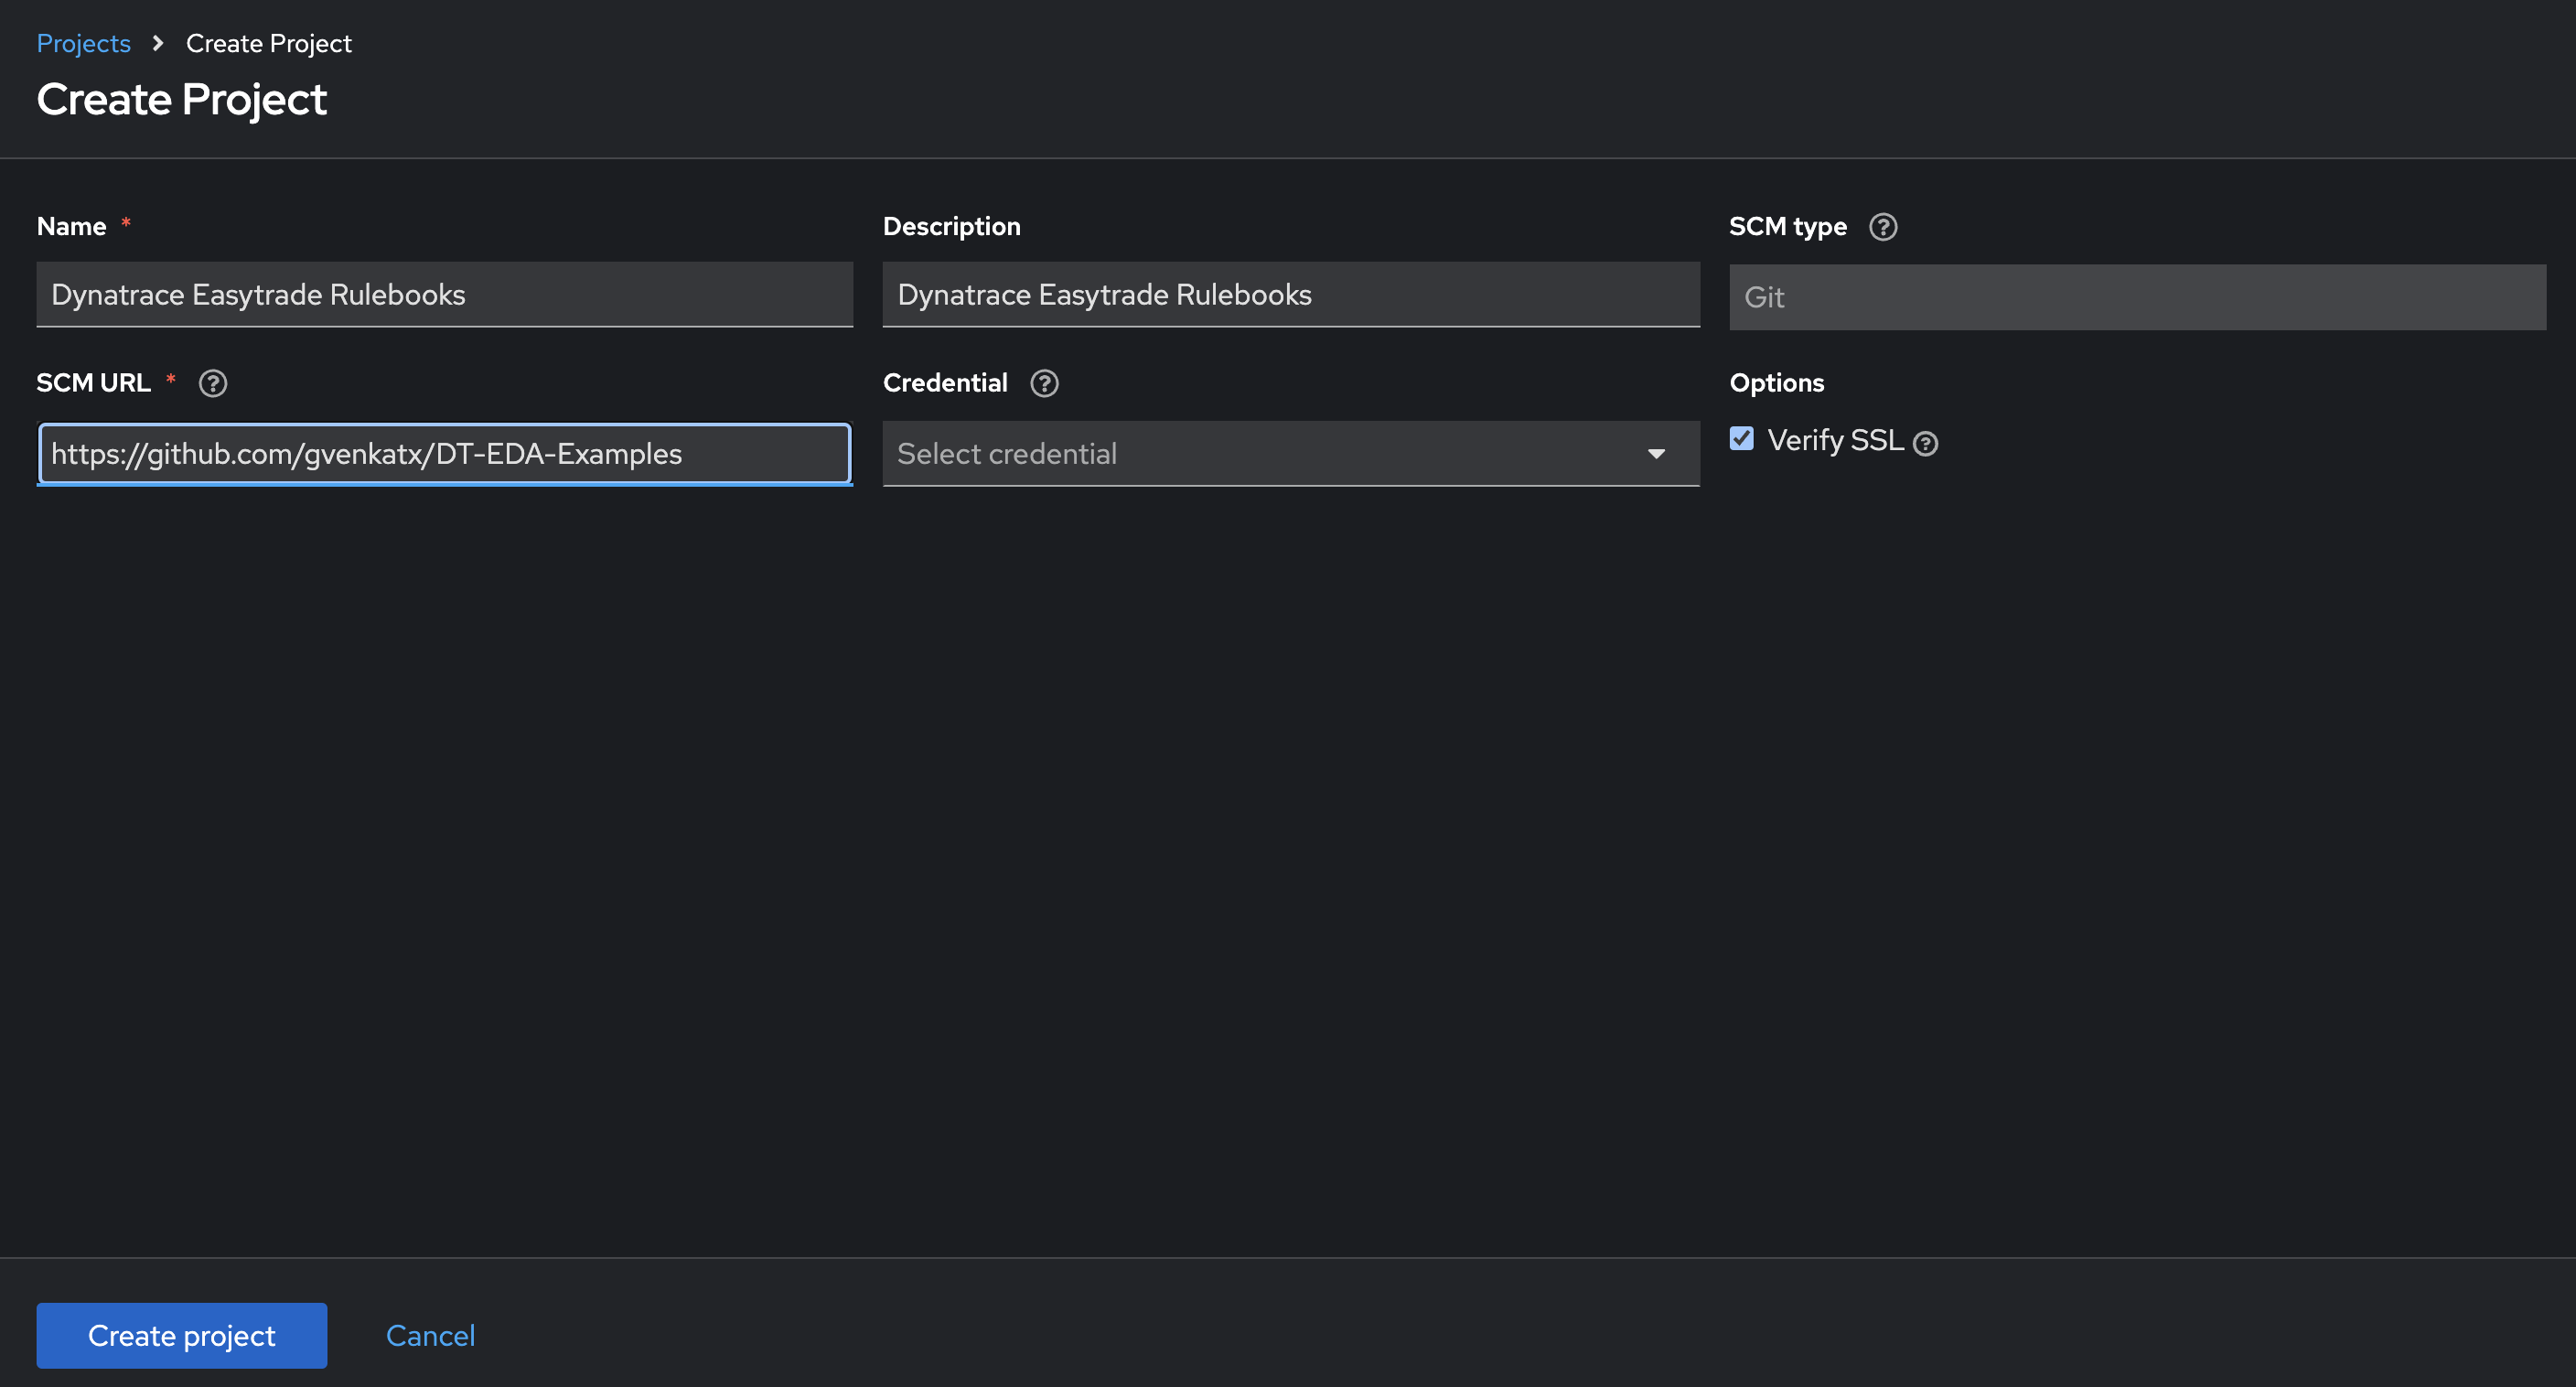 Projects > Create Project
Create Project
Name * Description SCM type
Dynatrace Easytrade Rulebooks Dynatrace Easytrade Rulebooks Git
SCM URL * Credential Options
https://github.com/gvenkatx/DT-EDA-Examples Select credential Verify SSL
Create project Cancel